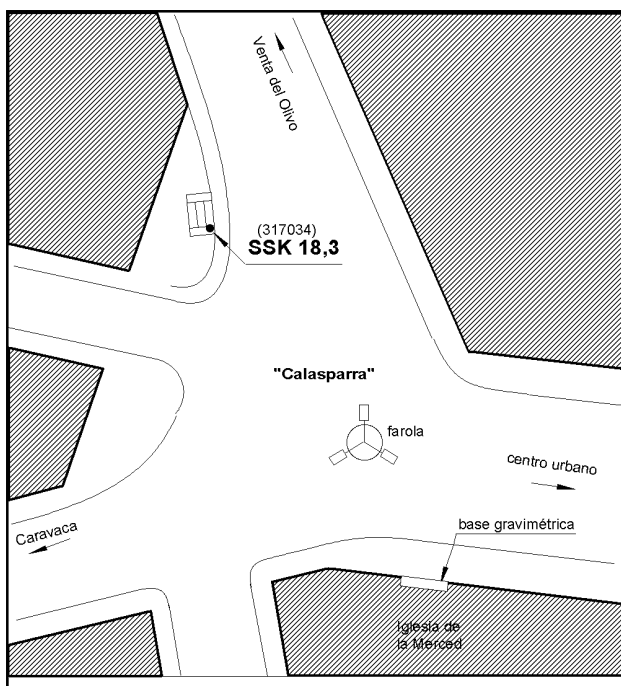 Venta del Olivo
(317034)
SSK 18,3
"Calasparra"
farola
centro urbano
Caravaca
base gravimétrica
Iglesia de
la Merced